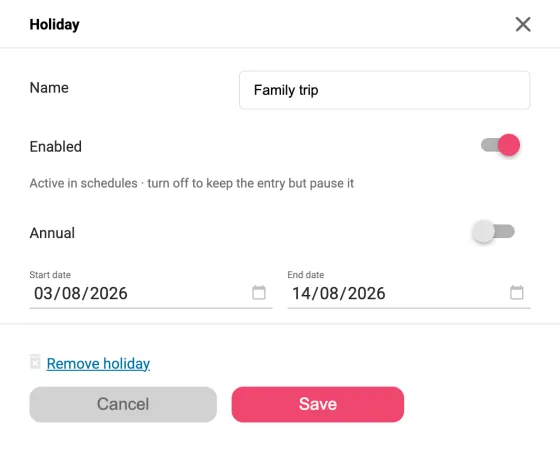 Holiday
Name
Family trip
Enabled
Active in schedules · turn off to keep the entry but pause it
Annual
Start date
End date
03/08/2026
14/08/2026
Remove holiday
Cancel
Save